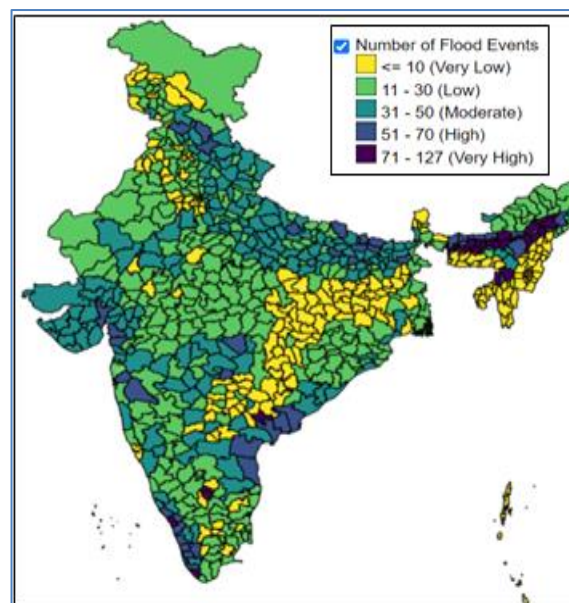 Number of Flood Events
<= 10 (Very Low)
11 - 30 (Low)
31 - 50 (Moderate)
51 - 70 (High)
71 - 127 (Very High)